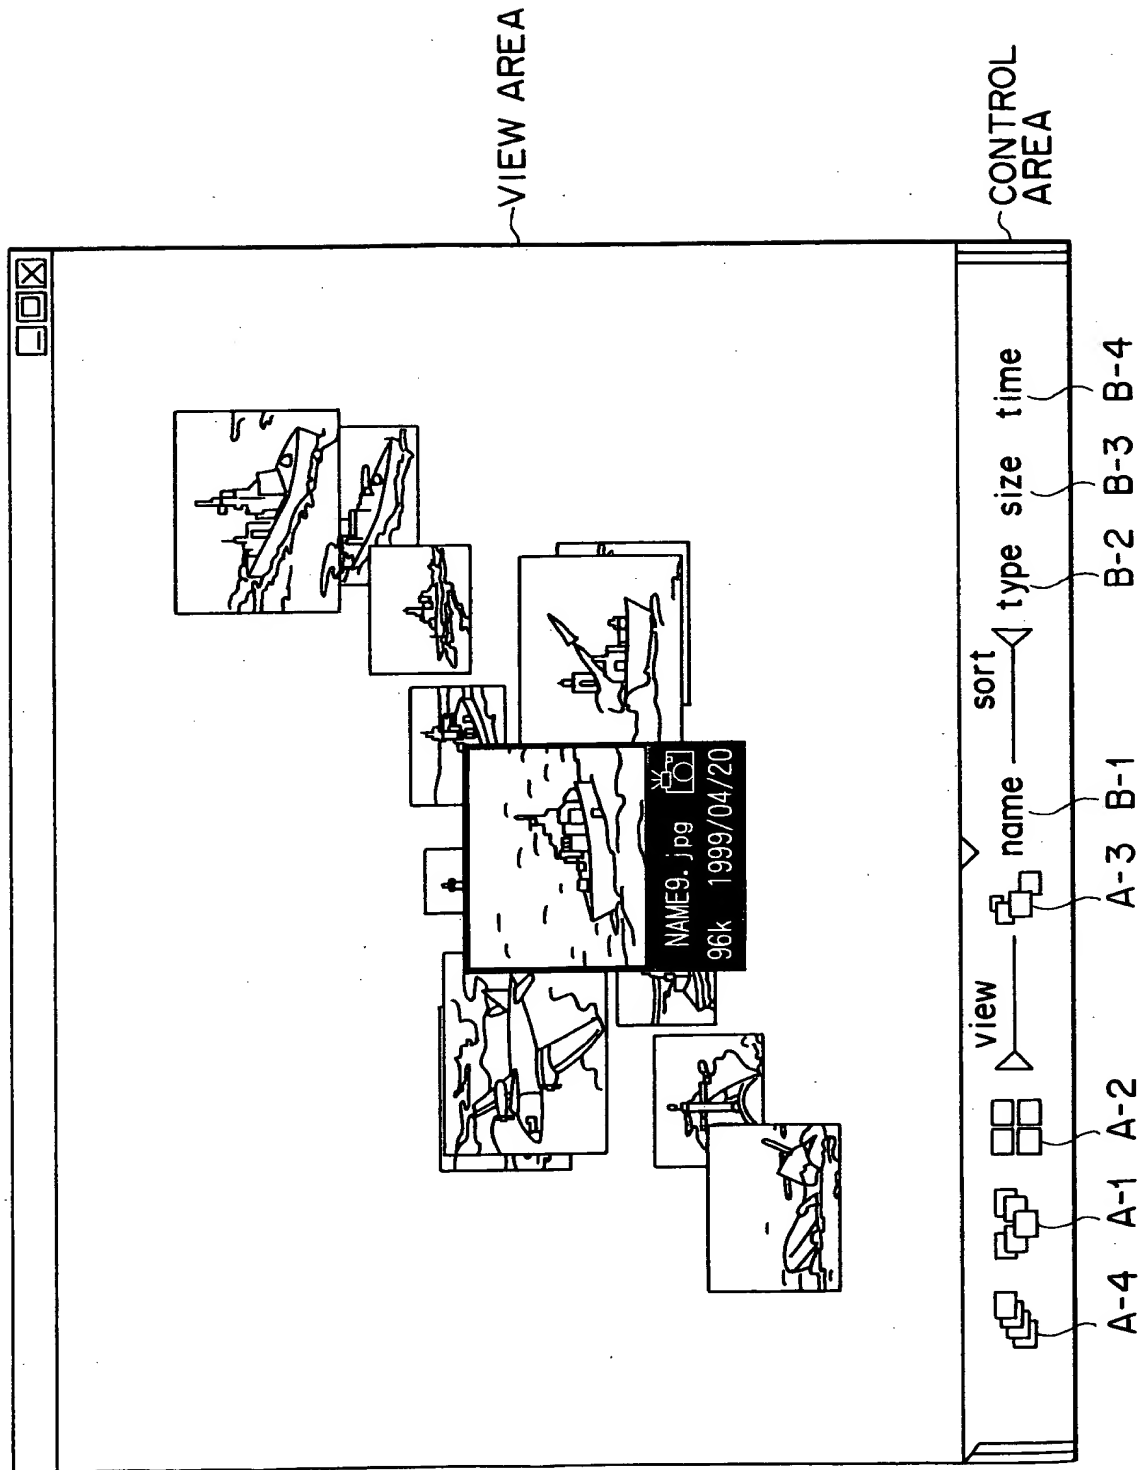 VIEW AREA
NAME9.jpg
96k 1999/04/20
CONTROL
AREA
view
sort
name
type size time
A-4 A-1 A-2 A-3 B-1 B-2 B-3 B-4